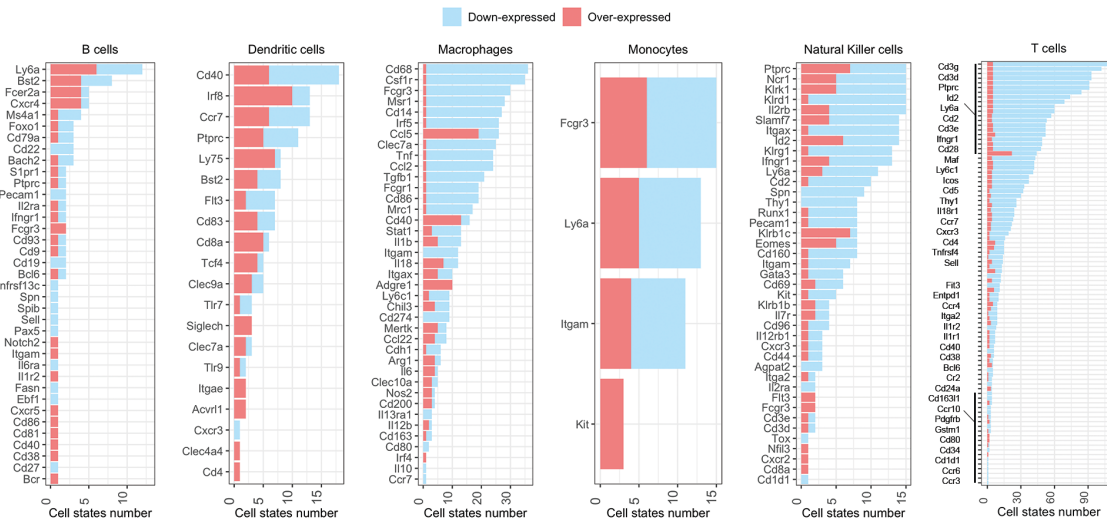 Down-expressed
Over-expressed
B cells
Ly6a
Bst2
Fcer2a
Cxcr4
Ms4a1
Foxo1
Cd79a
Cd22
Bach2
S1pr1
Ptprc
Pecam1
Il2ra
Ifngr1
Fcgr3
Cd93
Cd9
Cd19
Bcl6
nfrsf13c
Spn
Spib
Sell
Pax5
Notch2
Itgam
Il6ra
Il1r2
Fasn
Ebf1
Cxcr5
Cd86
Cd81
Cd40
Cd38
Cd27
Bcr
0 5 10
Cell states number
Dendritic cells
Cd40
Irf8
Ccr7
Ptprc
Ly75
Bst2
Flt3
Cd83
Cd8a
Tcf4
Clec9a
Tlr7
Siglech
Clec7a
Tlr9
Itgae
Acvrl1
Cxcr3
Clec4a4
Cd4
0 5 10 15
Cell states number
Macrophages
Cd68
Csf1r
Fcgr3
Msr1
Cd14
Irf5
Ccl5
Clec7a
Tnf
Ccl2
Tgfb1
Fcgr1
Cd86
Mrc1
Cd40
Stat1
Il1b
Itgam
Il18
Itgax
Adgre1
Ly6c1
Chil3
Cd274
Mertk
Ccl22
Cdh1
Arg1
Il6
Clec10a
Nos2
Cd200
Il13ra1
Il12b
Cd163
Cd80
Irf4
Il10
Ccr7
0 10 20 30
Cell states number
Monocytes
Fcgr3
Ly6a
Itgam
Kit
0 5 10 15
Cell states number
Natural Killer cells
Ptprc
Ncr1
Klrk1
Klrd1
Il2rb
Slamf7
Itgax
Id2
Klrg1
Ifngr1
Ly6a
Cd2
Spn
Thy1
Runx1
Pecam1
Klrb1c
Eomes
Cd160
Itgam
Gata3
Cd69
Kit
Klrb1b
Il7r
Cd96
Il12rb1
Cxcr3
Cd44
Agpat2
Itga2
Il2ra
Flt3
Fcgr3
Cd3e
Cd3d
Tox
Nfil3
Cxcr2
Cd8a
Cd1d1
0 5 10 15
Cell states number
T cells
Cd3g
Cd3d
Ptprc
Id2
Ly6a
Cd2
Cd3e
Ifngr1
Cd28
Maf
Ly6c1
Icos
Cd5
Thy1
Il18r1
Ccr7
Cxcr3
Cd4
Tnfrsf4
Sell
Fit3
Entpd1
Ccr4
Itga2
Il1r2
Il1r1
Cd40
Cd38
Bcl6
Cr2
Cd24a
Cd163l1
Ccr10
Pdgfrb
Gstm1
Cd80
Cd34
Cd1d1
Ccr6
Ccr3
0 30 60 90
Cell states number